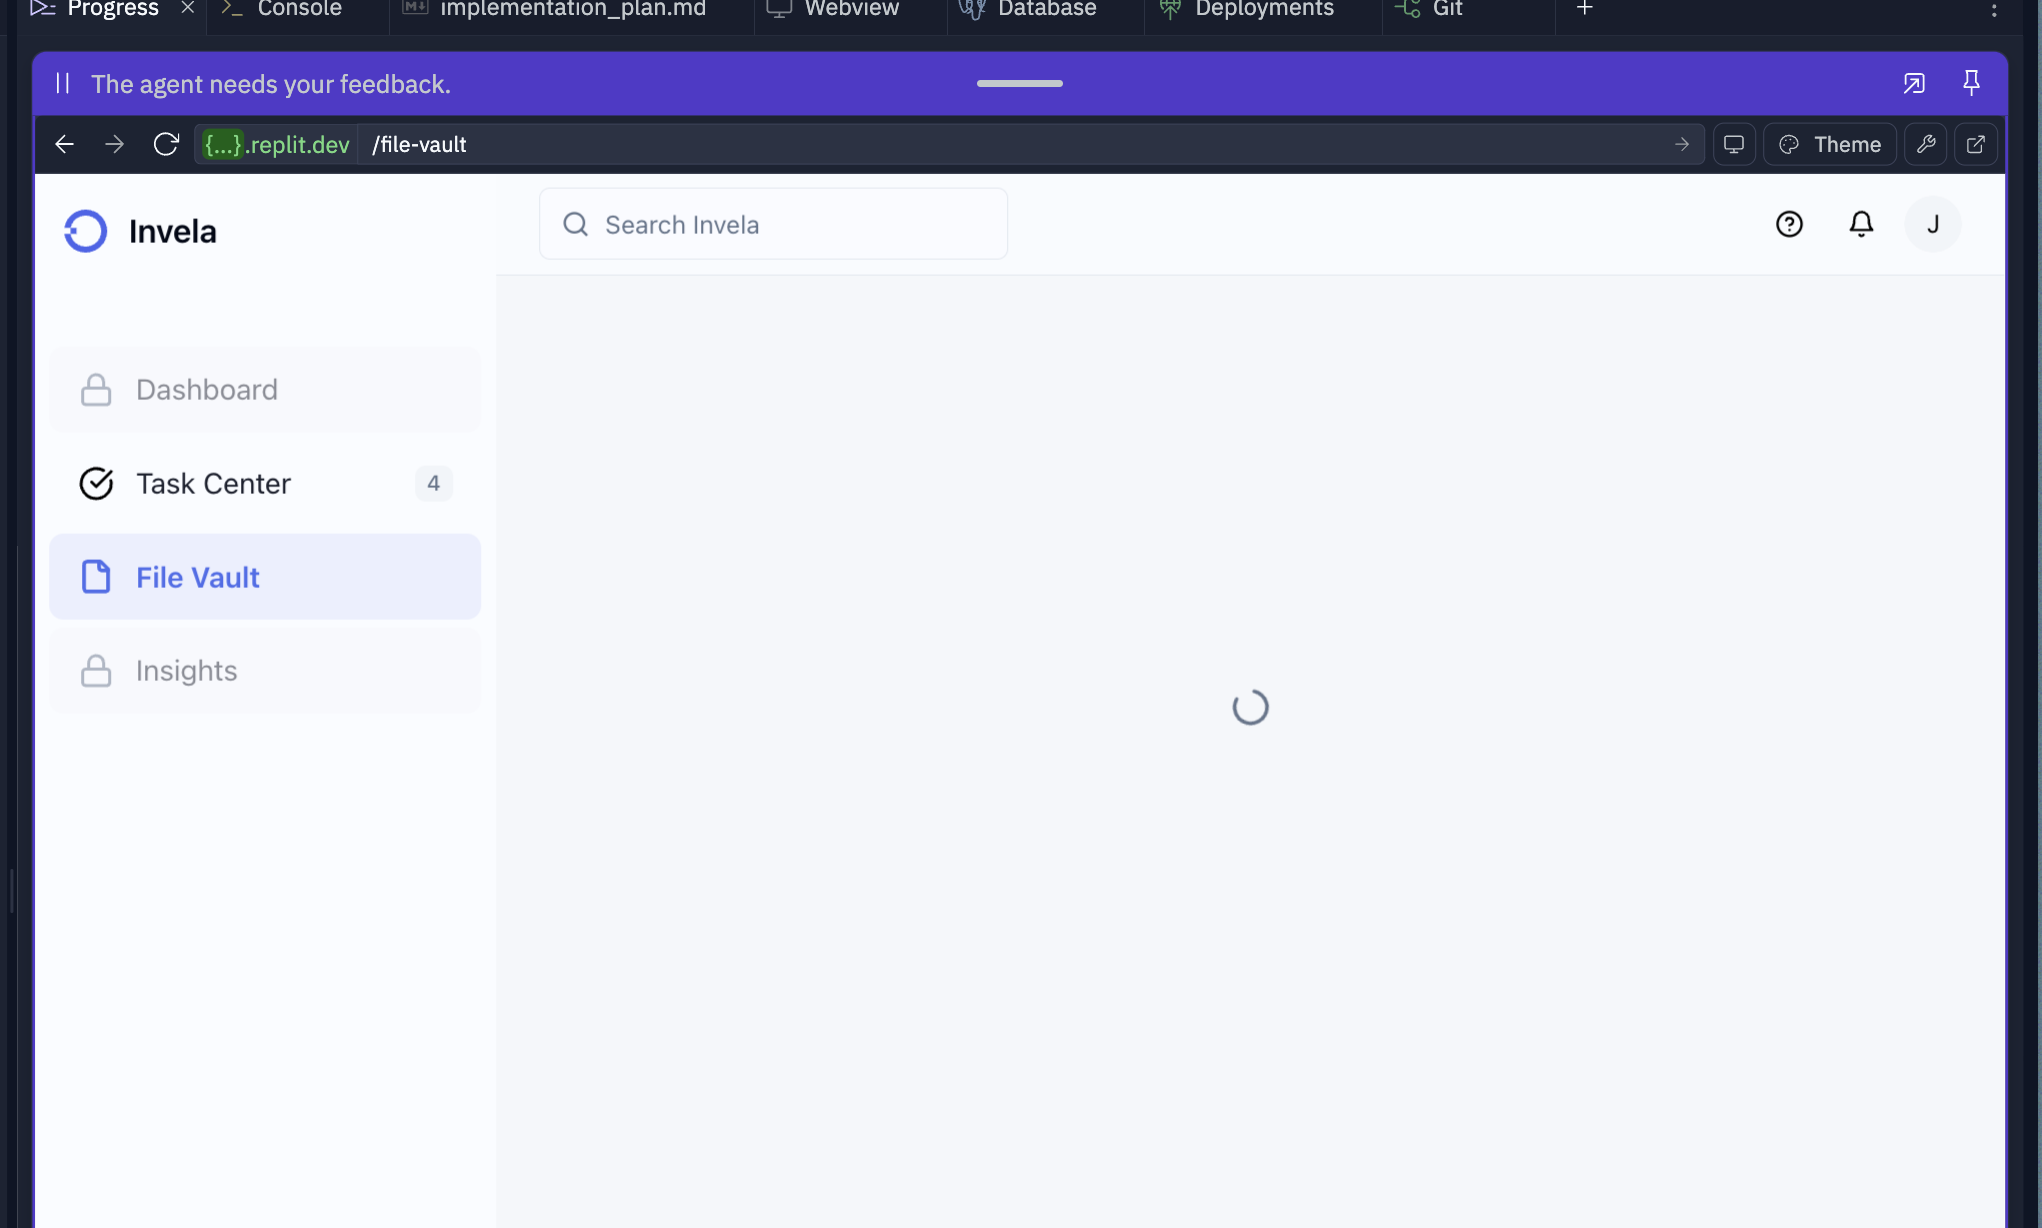 Progress
Console
implementation_plan.md
Webview
Database
Deployments
Git
The agent needs your feedback.
{...}.replit.dev
/file-vault
Theme
Invela
Search Invela
J
Dashboard
Task Center
4
File Vault
Insights